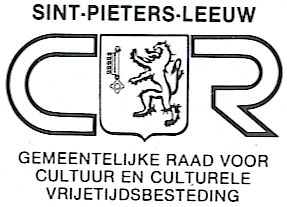 SINT-PIETERS-LEEUW
CR
GEMEENTELIJKE RAAD VOOR
CULTUUR EN CULTURELE
VRIJETIJDSBESTEDING